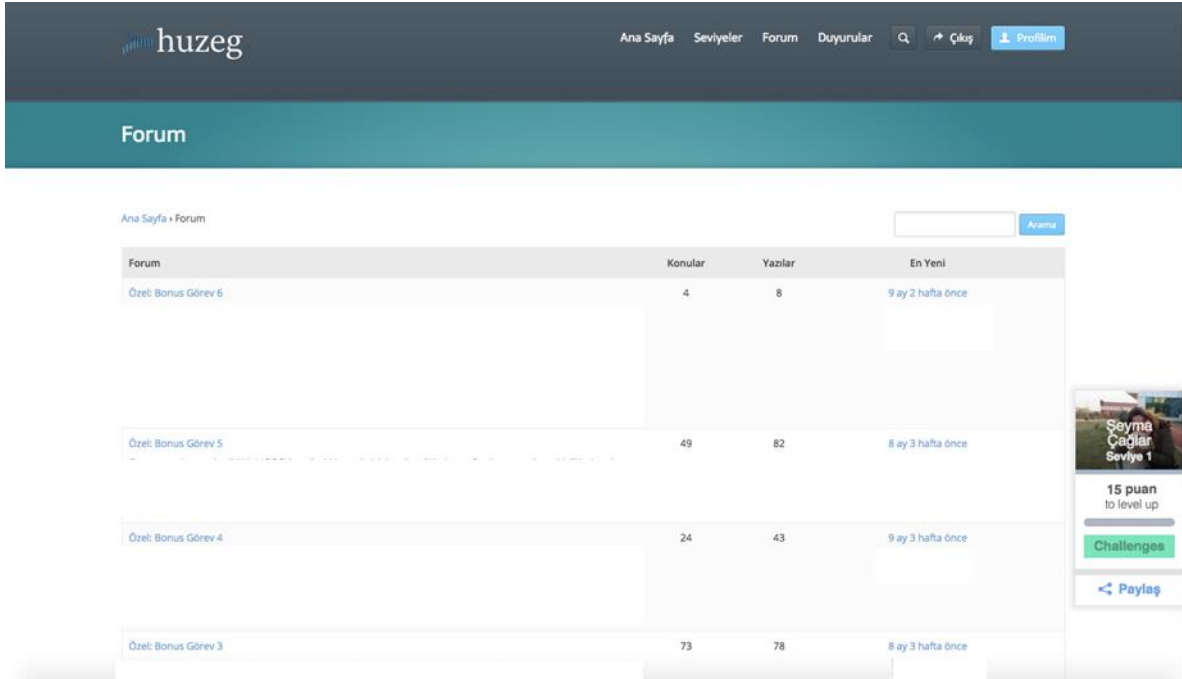 huzeg
Ana Sayfa Seviyeler Forum Duyurular Çıkış Profilim
Forum
Ana Sayfa › Forum
Arama
Forum Konular Yazılar En Yeni
Özel: Bonus Görev 6 4 8 9 ay 2 hafta önce
Özel: Bonus Görev 5 49 82 8 ay 3 hafta önce
Özel: Bonus Görev 4 24 43 9 ay 3 hafta önce
Özel: Bonus Görev 3 73 78 8 ay 3 hafta önce
Şeyma
Çağlar
Seviye 1
15 puan
to level up
Challenges
Paylaş